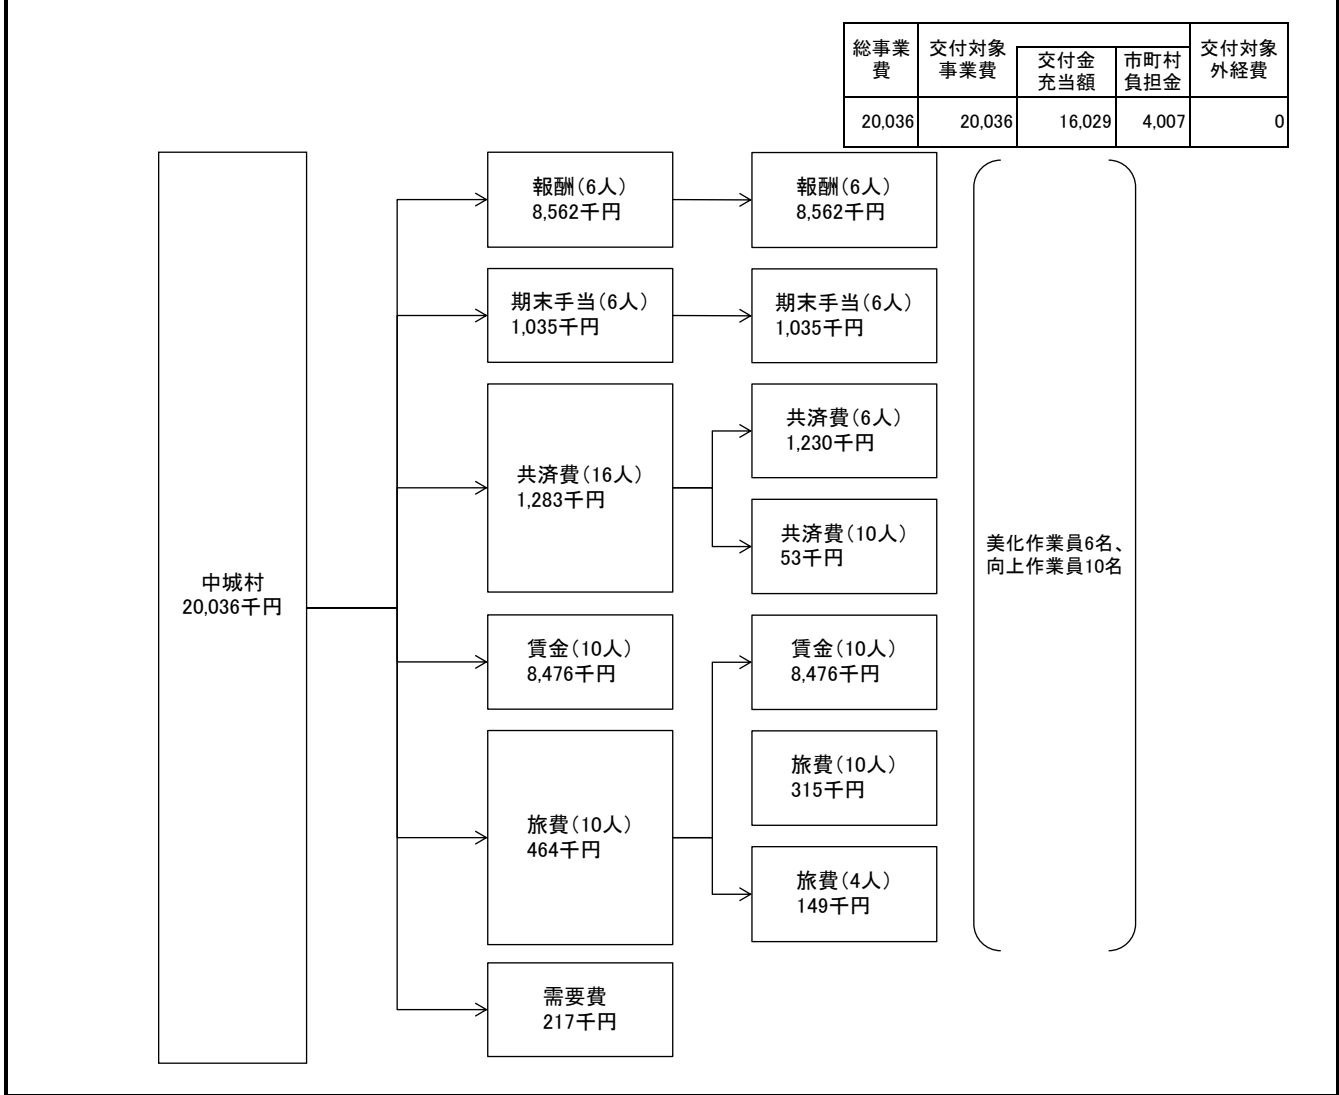 総事業
費
交付対象
事業費
交付金
充当額
市町村
負担金
交付対象
外経費
20,036
20,036
16,029
4,007
0
中城村
20,036千円
報酬(6人)
8,562千円
期末手当(6人)
1,035千円
共済費(16人)
1,283千円
賃金(10人)
8,476千円
旅費(10人)
464千円
需要費
217千円
報酬(6人)
8,562千円
期末手当(6人)
1,035千円
共済費(6人)
1,230千円
共済費(10人)
53千円
賃金(10人)
8,476千円
旅費(10人)
315千円
旅費(4人)
149千円
美化作業員6名、
向上作業員10名